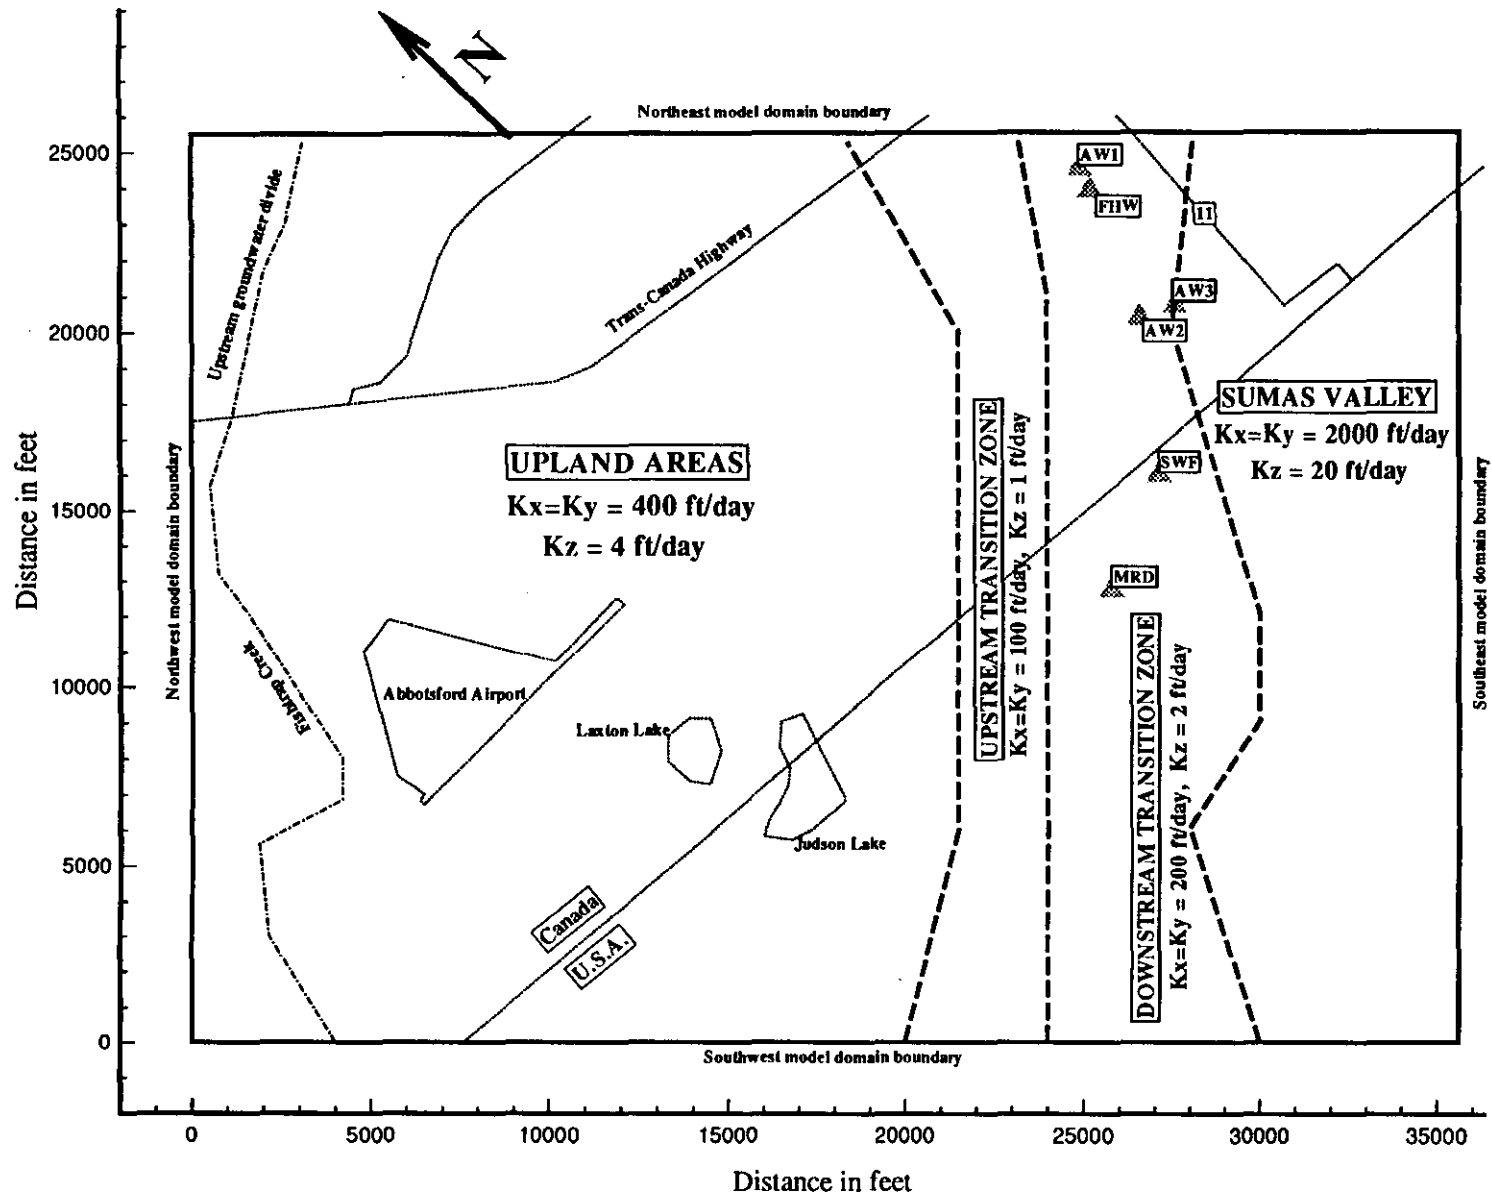 N
Northeast model domain boundary
25000
20000
15000
10000
5000
0
Distance in feet
Northwest model domain boundary
Upstream groundwater divide
Fishtrap Creek
Trans-Canada Highway
UPLAND AREAS
Kx=Ky = 400 ft/day
Kz = 4 ft/day
Abbotsford Airport
Laxton Lake
Judson Lake
Canada
U.S.A.
UPSTREAM TRANSITION ZONE
Kx=Ky = 100 ft/day, Kz = 1 ft/day
AW1
FHW
11
AW3
AW2
SUMAS VALLEY
Kx=Ky = 2000 ft/day
Kz = 20 ft/day
SWF
MRD
DOWNSTREAM TRANSITION ZONE
Kx=Ky = 200 ft/day, Kz = 2 ft/day
Southeast model domain boundary
Southwest model domain boundary
0
5000
10000
15000
20000
25000
30000
35000
Distance in feet